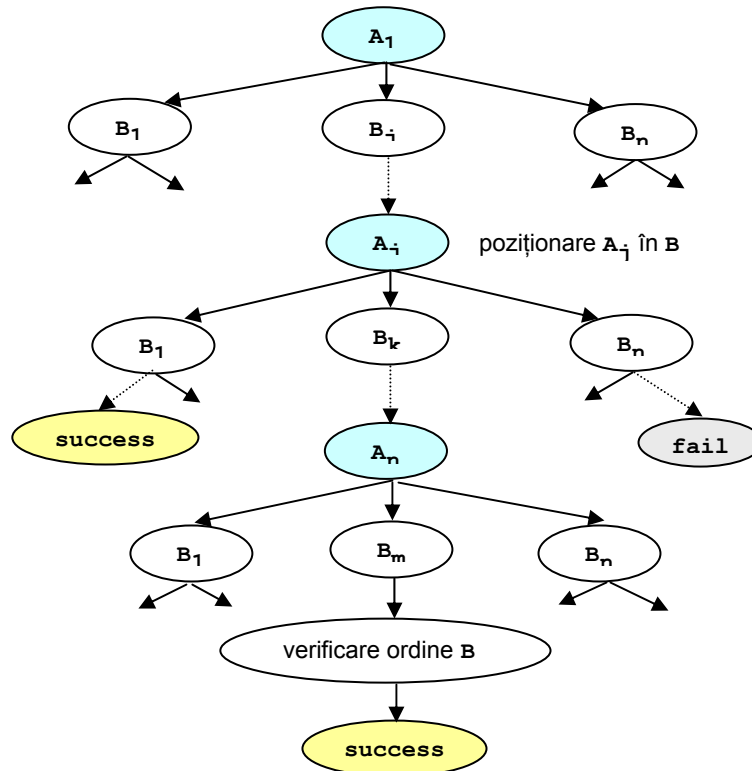 A₁
B₁ Bᵢ Bₙ
Aⱼ poziționare Aⱼ în B
B₁ Bₖ Bₙ
success Aₙ fail
B₁ Bₘ Bₙ
verificare ordine B
success